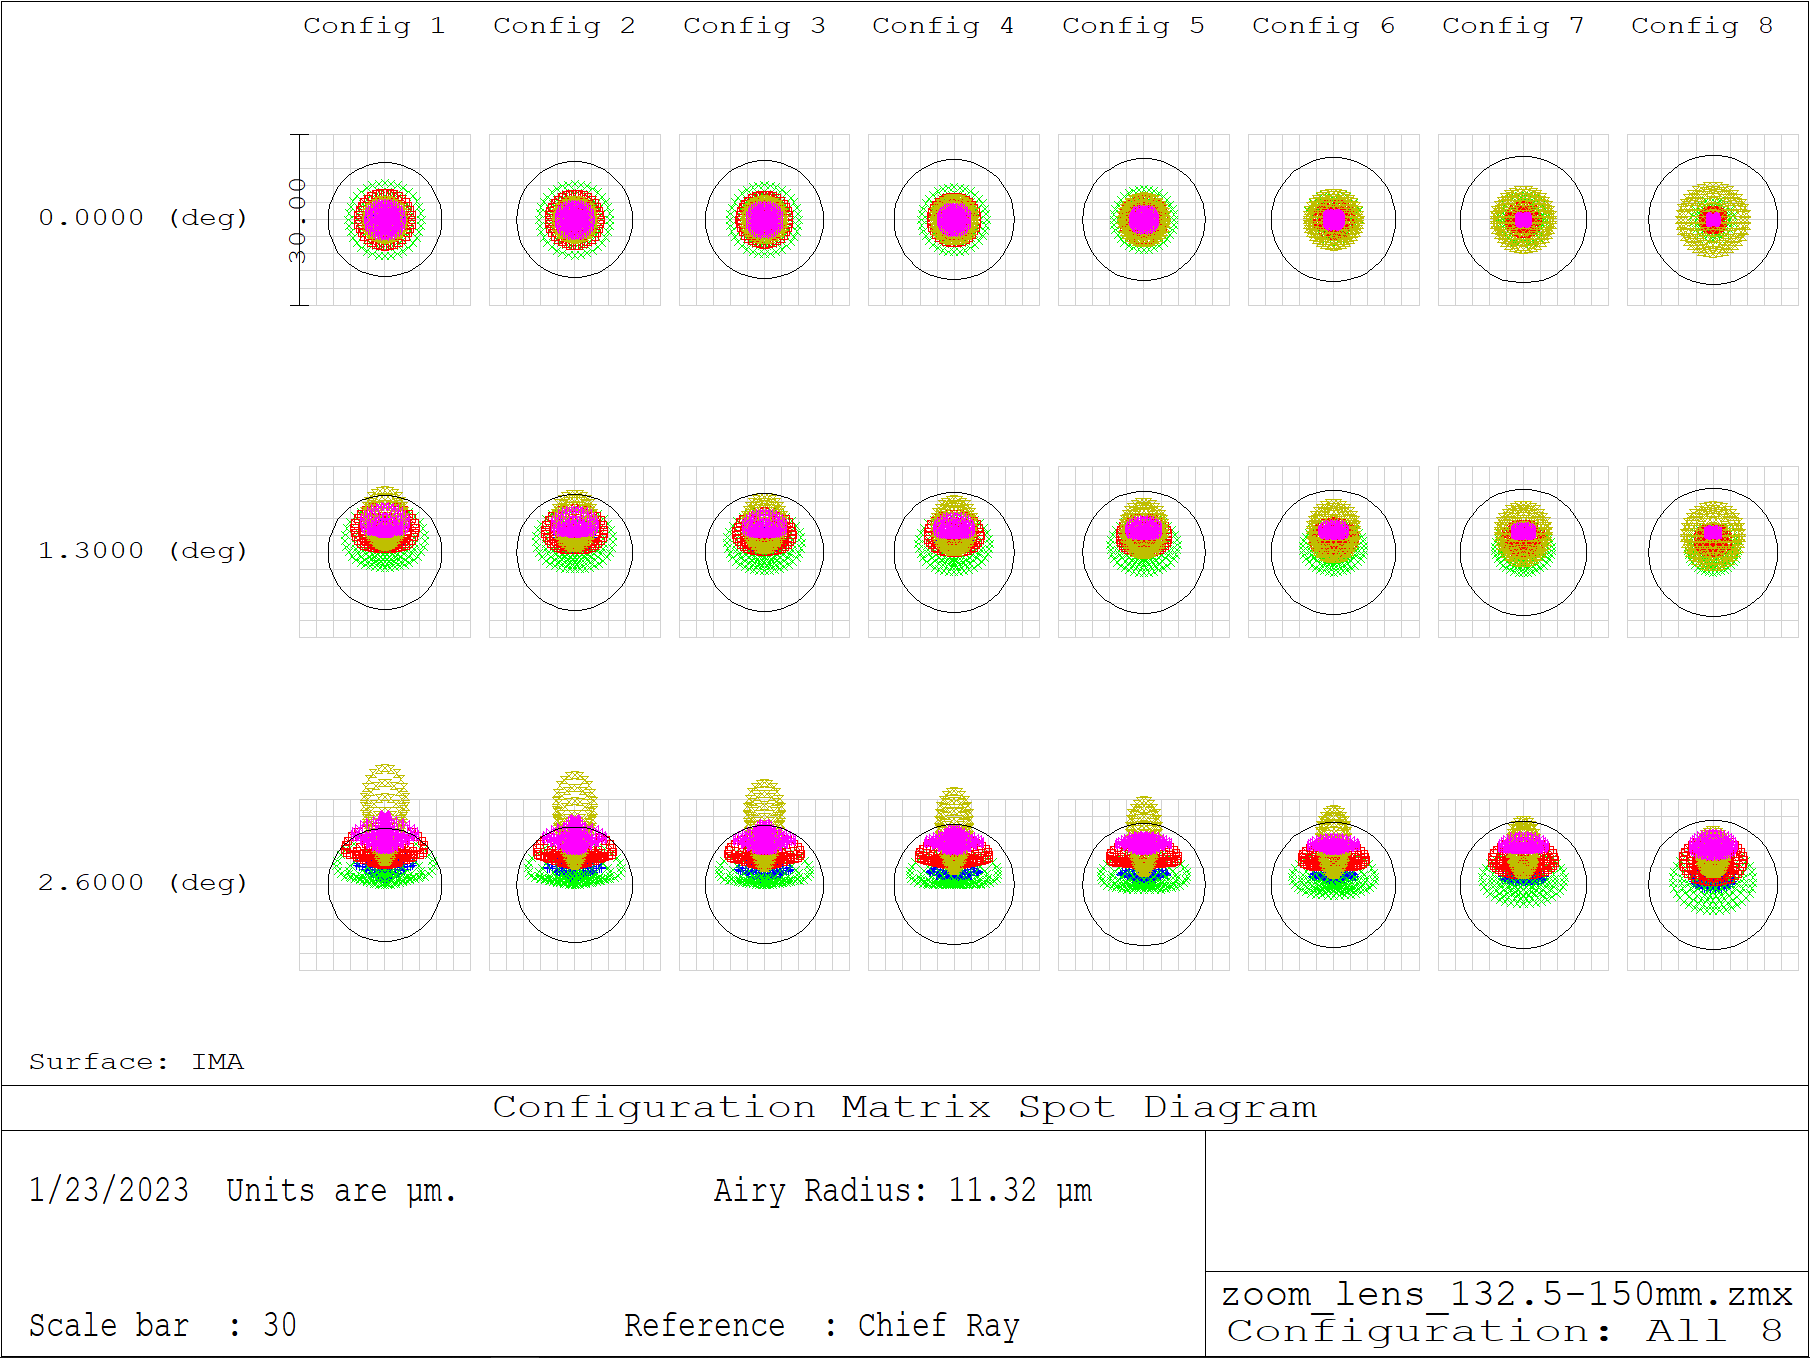 Config 1 Config 2 Config 3 Config 4 Config 5 Config 6 Config 7 Config 8
30.00
0.0000 (deg)
1.3000 (deg)
2.6000 (deg)
Surface: IMA
Configuration Matrix Spot Diagram
1/23/2023 Units are µm. Airy Radius: 11.32 µm
Scale bar : 30 Reference : Chief Ray
zoom_lens_132.5-150mm.zmx
Configuration: All 8